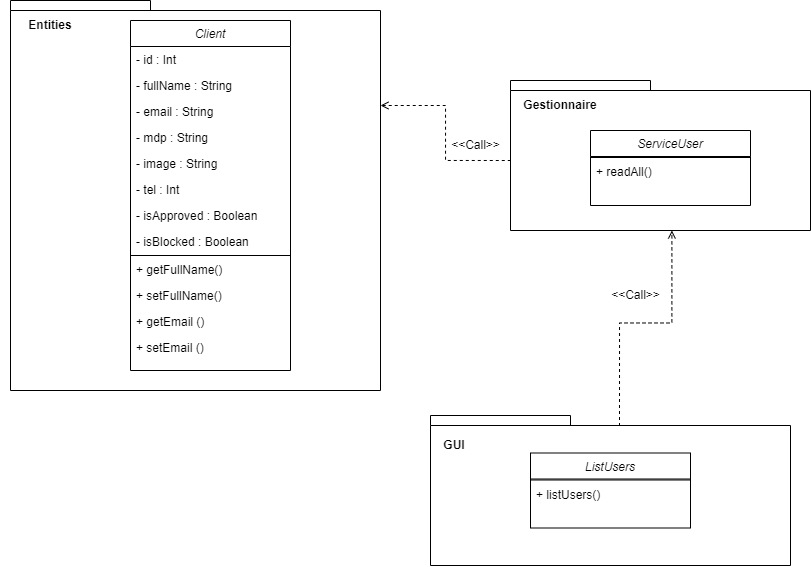 Entities
Client
- id : Int
- fullName : String
- email : String
- mdp : String
- image : String
- tel : Int
- isApproved : Boolean
- isBlocked : Boolean
+ getFullName()
+ setFullName()
+ getEmail ()
+ setEmail ()
<<Call>>
Gestionnaire
ServiceUser
+ readAll()
<<Call>>
GUI
ListUsers
+ listUsers()